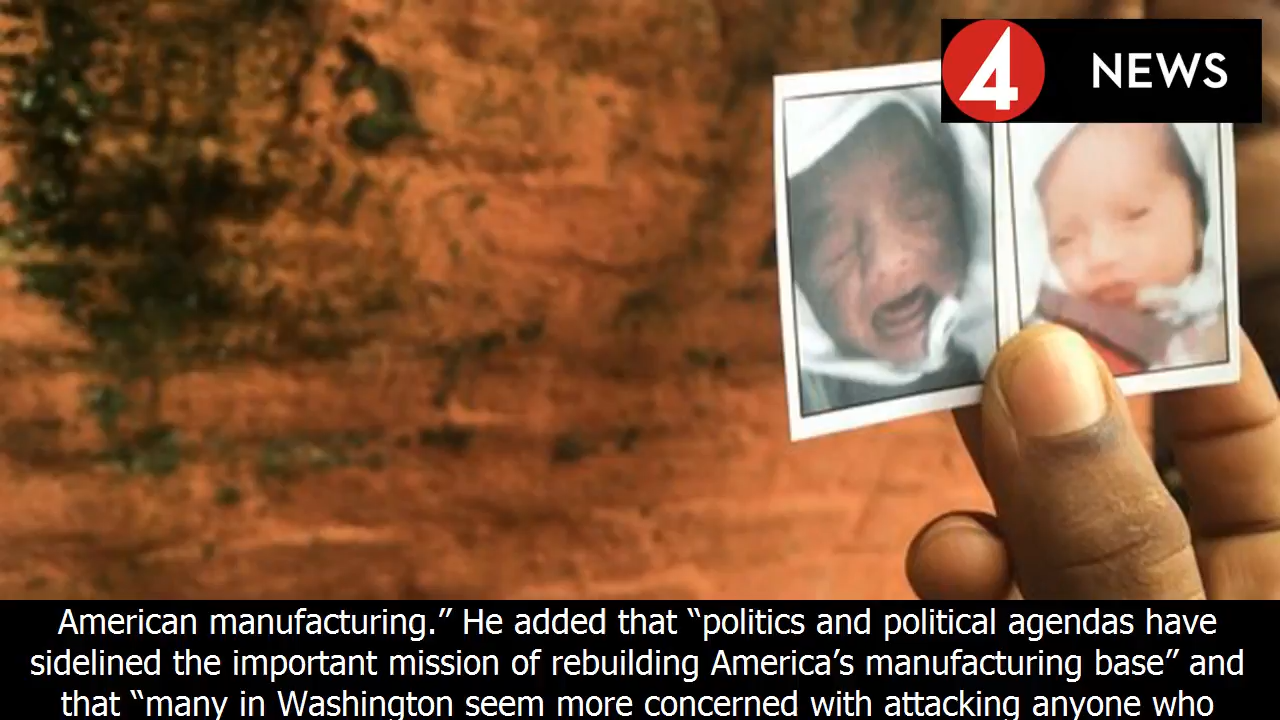 4 NEWS
American manufacturing.” He added that “politics and political agendas have
sidelined the important mission of rebuilding America’s manufacturing base” and
that “many in Washington seem more concerned with attacking anyone who